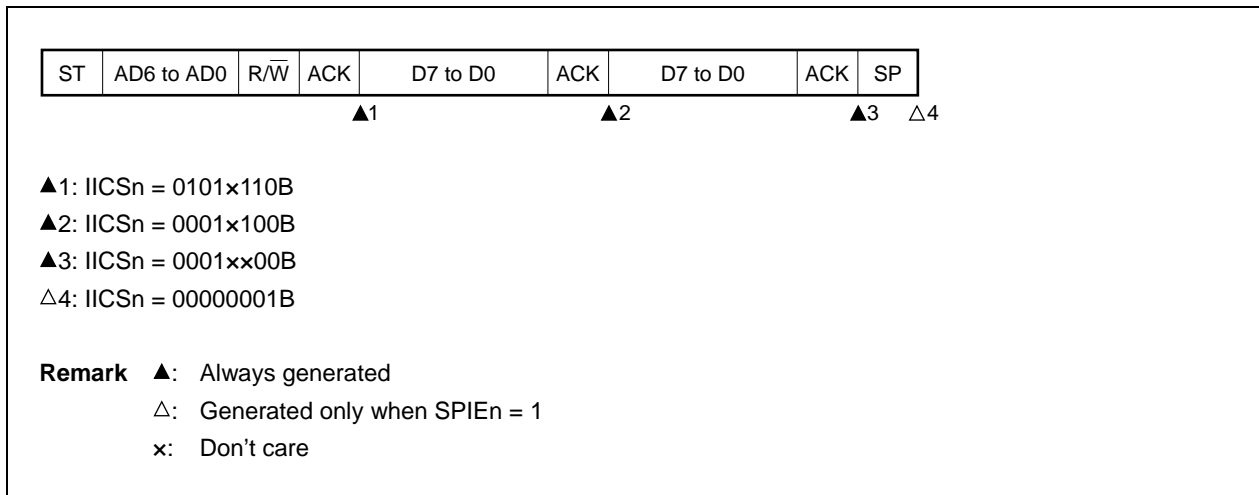 ST AD6 to AD0 R/W̅ ACK D7 to D0 ACK D7 to D0 ACK SP
▲1 ▲2 ▲3 △4
▲1: IICSn = 0101×110B
▲2: IICSn = 0001×100B
▲3: IICSn = 0001××00B
△4: IICSn = 00000001B
Remark ▲: Always generated
△: Generated only when SPIEn = 1
×: Don't care